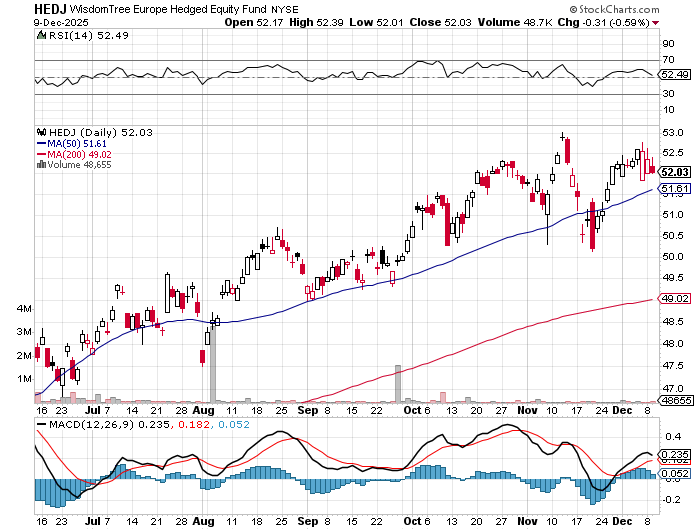 HEDJ WisdomTree Europe Hedged Equity Fund NYSE © StockCharts.com
9-Dec-2025 Open 52.17 High 52.39 Low 52.01 Close 52.03 Volume 48.7K Chg -0.31 (-0.59%)
RSI(14) 52.49
90
70
52.49
30
10
HEDJ (Daily) 52.03
MA(50) 51.61
MA(200) 49.02
Volume 48,655
53.0
52.5
52.03
51.61
51.0
50.5
50.0
49.5
49.02
4M 48.5
3M 48.0
2M 47.5
1M 47.0
48655
16 23 Jul 7 14 21 28 Aug 11 18 25 Sep 8 15 22 Oct 6 13 20 27 Nov 10 17 24 Dec 8
MACD(12,26,9) 0.235, 0.182, 0.052
0.4
0.235
0.182
0.052
-0.2
16 23 Jul 7 14 21 28 Aug 11 18 25 Sep 8 15 22 Oct 6 13 20 27 Nov 10 17 24 Dec 8